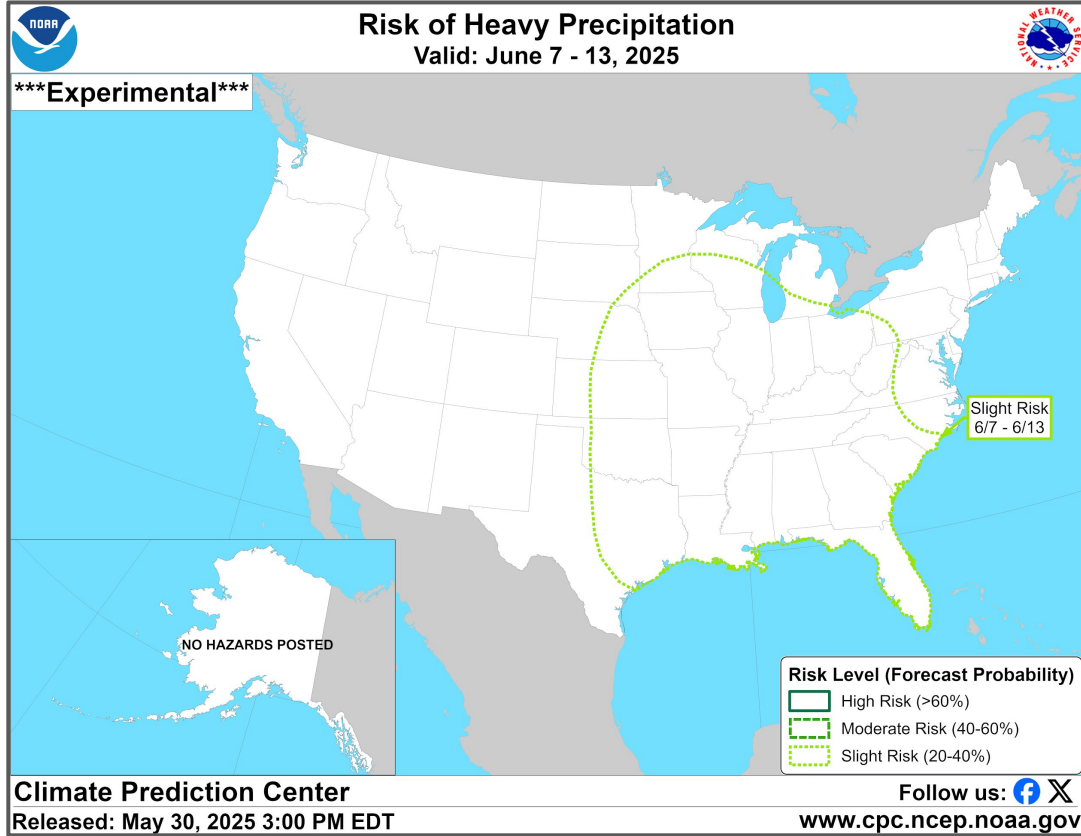 NOAA
Risk of Heavy Precipitation
Valid: June 7 - 13, 2025
NATIONAL WEATHER SERVICE
***Experimental***
Slight Risk
6/7 - 6/13
NO HAZARDS POSTED
Risk Level (Forecast Probability)
High Risk (>60%)
Moderate Risk (40-60%)
Slight Risk (20-40%)
Climate Prediction Center
Follow us:
Released: May 30, 2025 3:00 PM EDT
www.cpc.ncep.noaa.gov